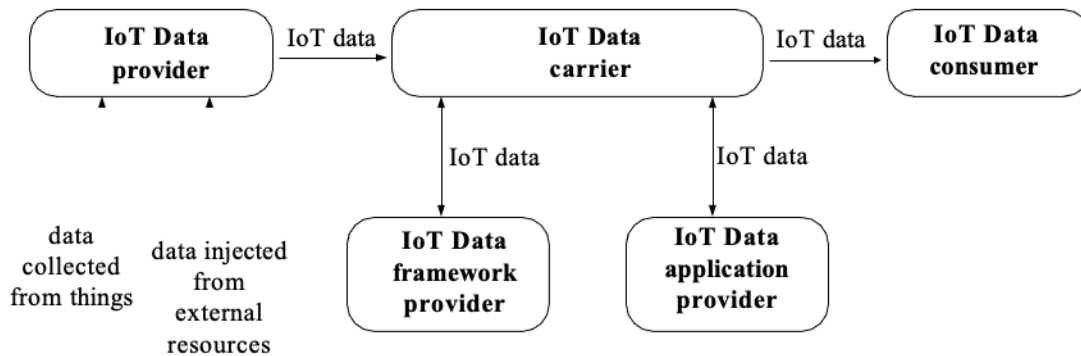 IoT Data
provider
IoT data
IoT Data
carrier
IoT data
IoT Data
consumer
IoT data
IoT data
data
collected
from things
data injected
from
external
resources
IoT Data
framework
provider
IoT Data
application
provider